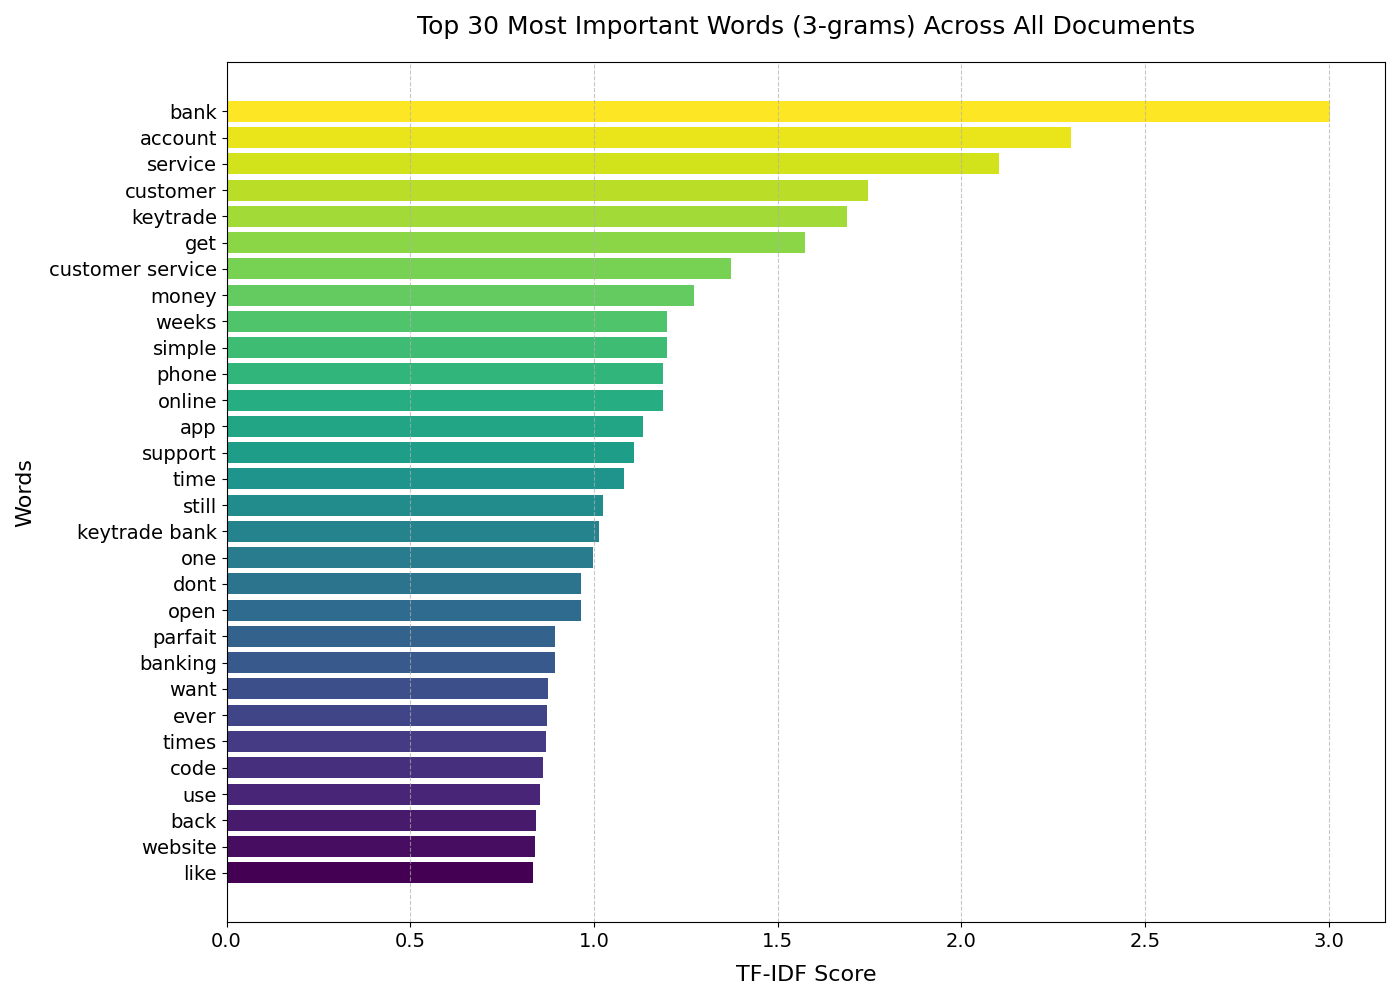 Top 30 Most Important Words (3-grams) Across All Documents
bank
account
service
customer
keytrade
get
customer service
money
weeks
simple
phone
online
app
support
time
still
keytrade bank
one
dont
open
parfait
banking
want
ever
times
code
use
back
website
like
Words
0.0 0.5 1.0 1.5 2.0 2.5 3.0
TF-IDF Score